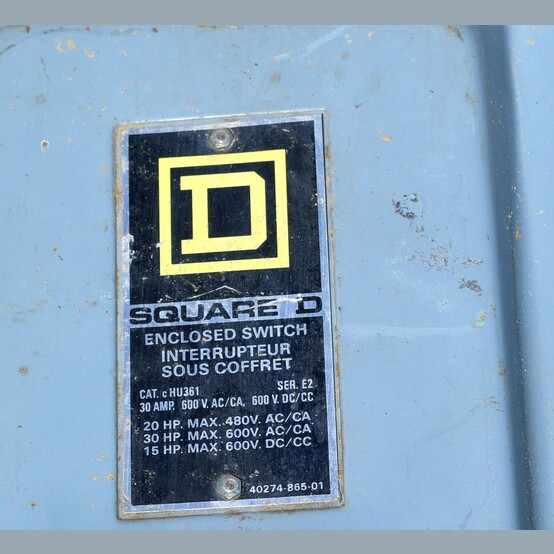 D
SQUARE D
ENCLOSED SWITCH
INTERRUPTEUR
SOUS COFFRET
CAT. c HU361 SER. E2
30 AMP. 600 V. AC/CA, 600 V. DC/CC
20 HP. MAX. 480V. AC/CA
30 HP. MAX. 600V. AC/CA
15 HP. MAX. 600V. DC/CC
40274-865-01